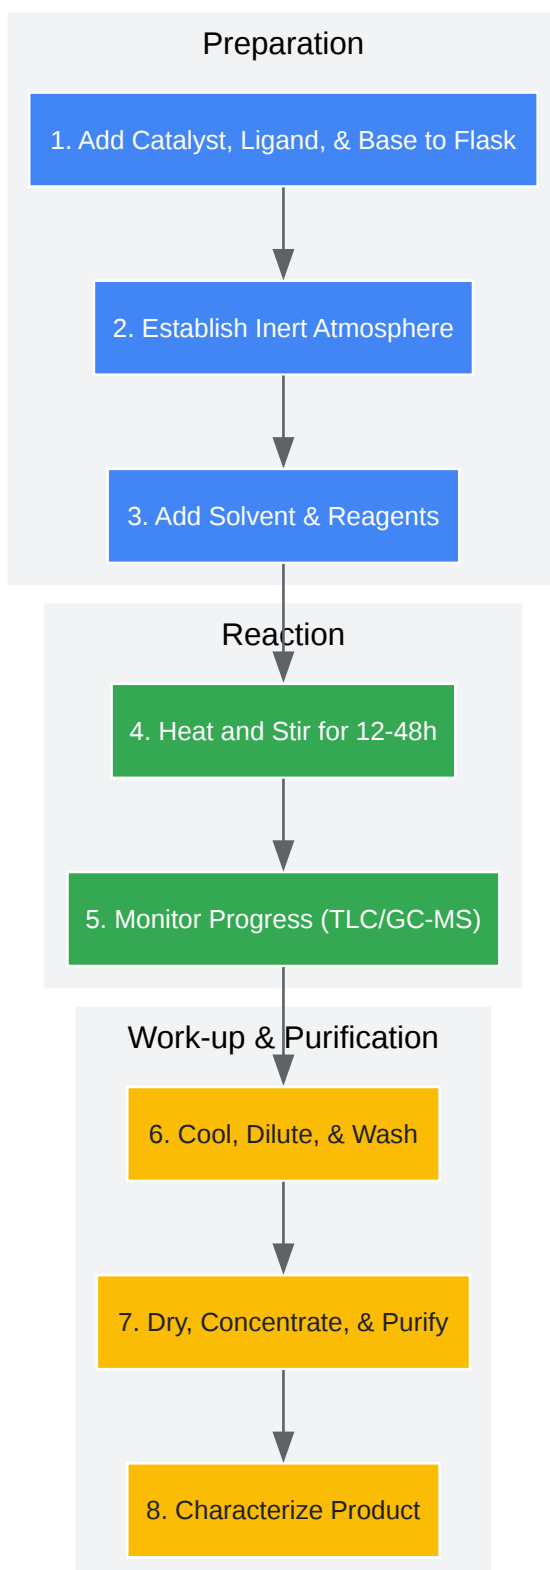 Preparation
1. Add Catalyst, Ligand, & Base to Flask
2. Establish Inert Atmosphere
3. Add Solvent & Reagents
Reaction
4. Heat and Stir for 12-48h
5. Monitor Progress (TLC/GC-MS)
Work-up & Purification
6. Cool, Dilute, & Wash
7. Dry, Concentrate, & Purify
8. Characterize Product